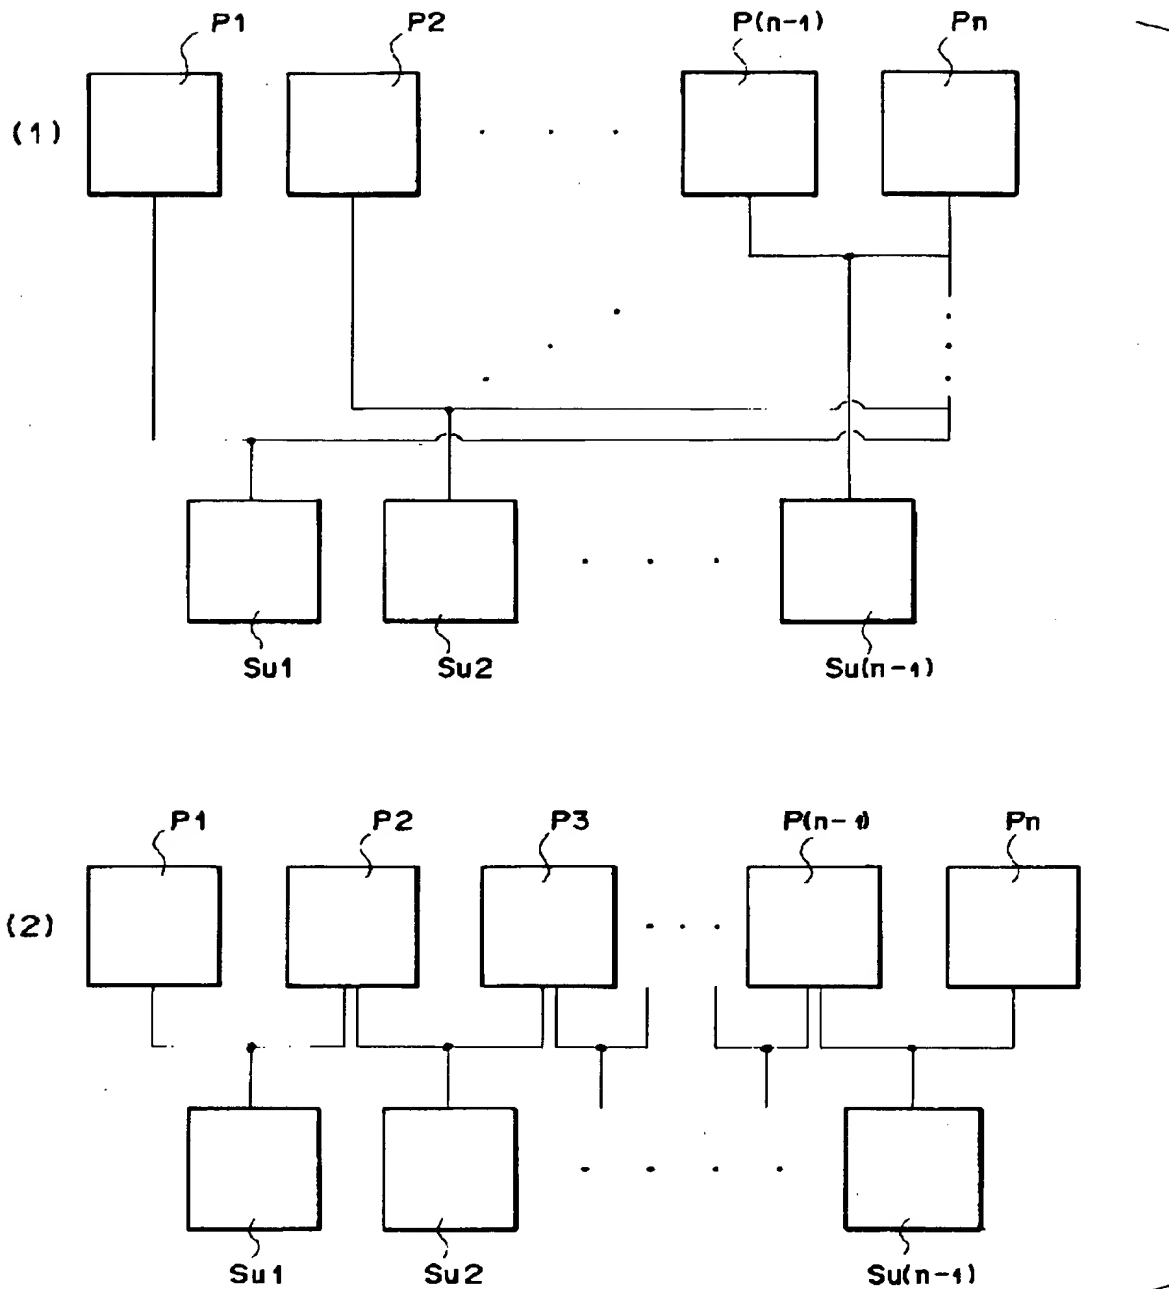 P1 P2 P(n-1) Pn
(1)
Su1 Su2 Su(n-1)
P1 P2 P3 P(n-1) Pn
(2)
Su1 Su2 Su(n-1)